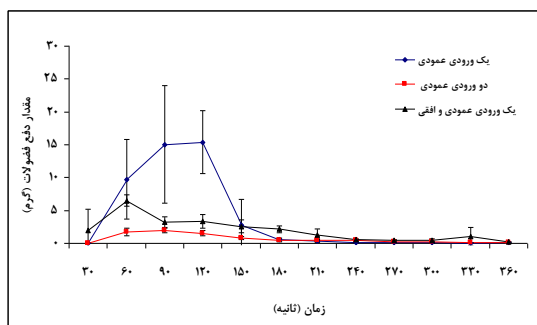 مقدار دفع فضولات (گرم)
۳۰
۲۵
۲۰
۱۵
۱۰
۵
۰
یک ورودی عمودی
دو ورودی عمودی
یک ورودی عمودی و افقی
۳۰ ۶۰ ۹۰ ۱۲۰ ۱۵۰ ۱۸۰ ۲۱۰ ۲۴۰ ۲۷۰ ۳۰۰ ۳۳۰ ۳۶۰
زمان (ثانیه)